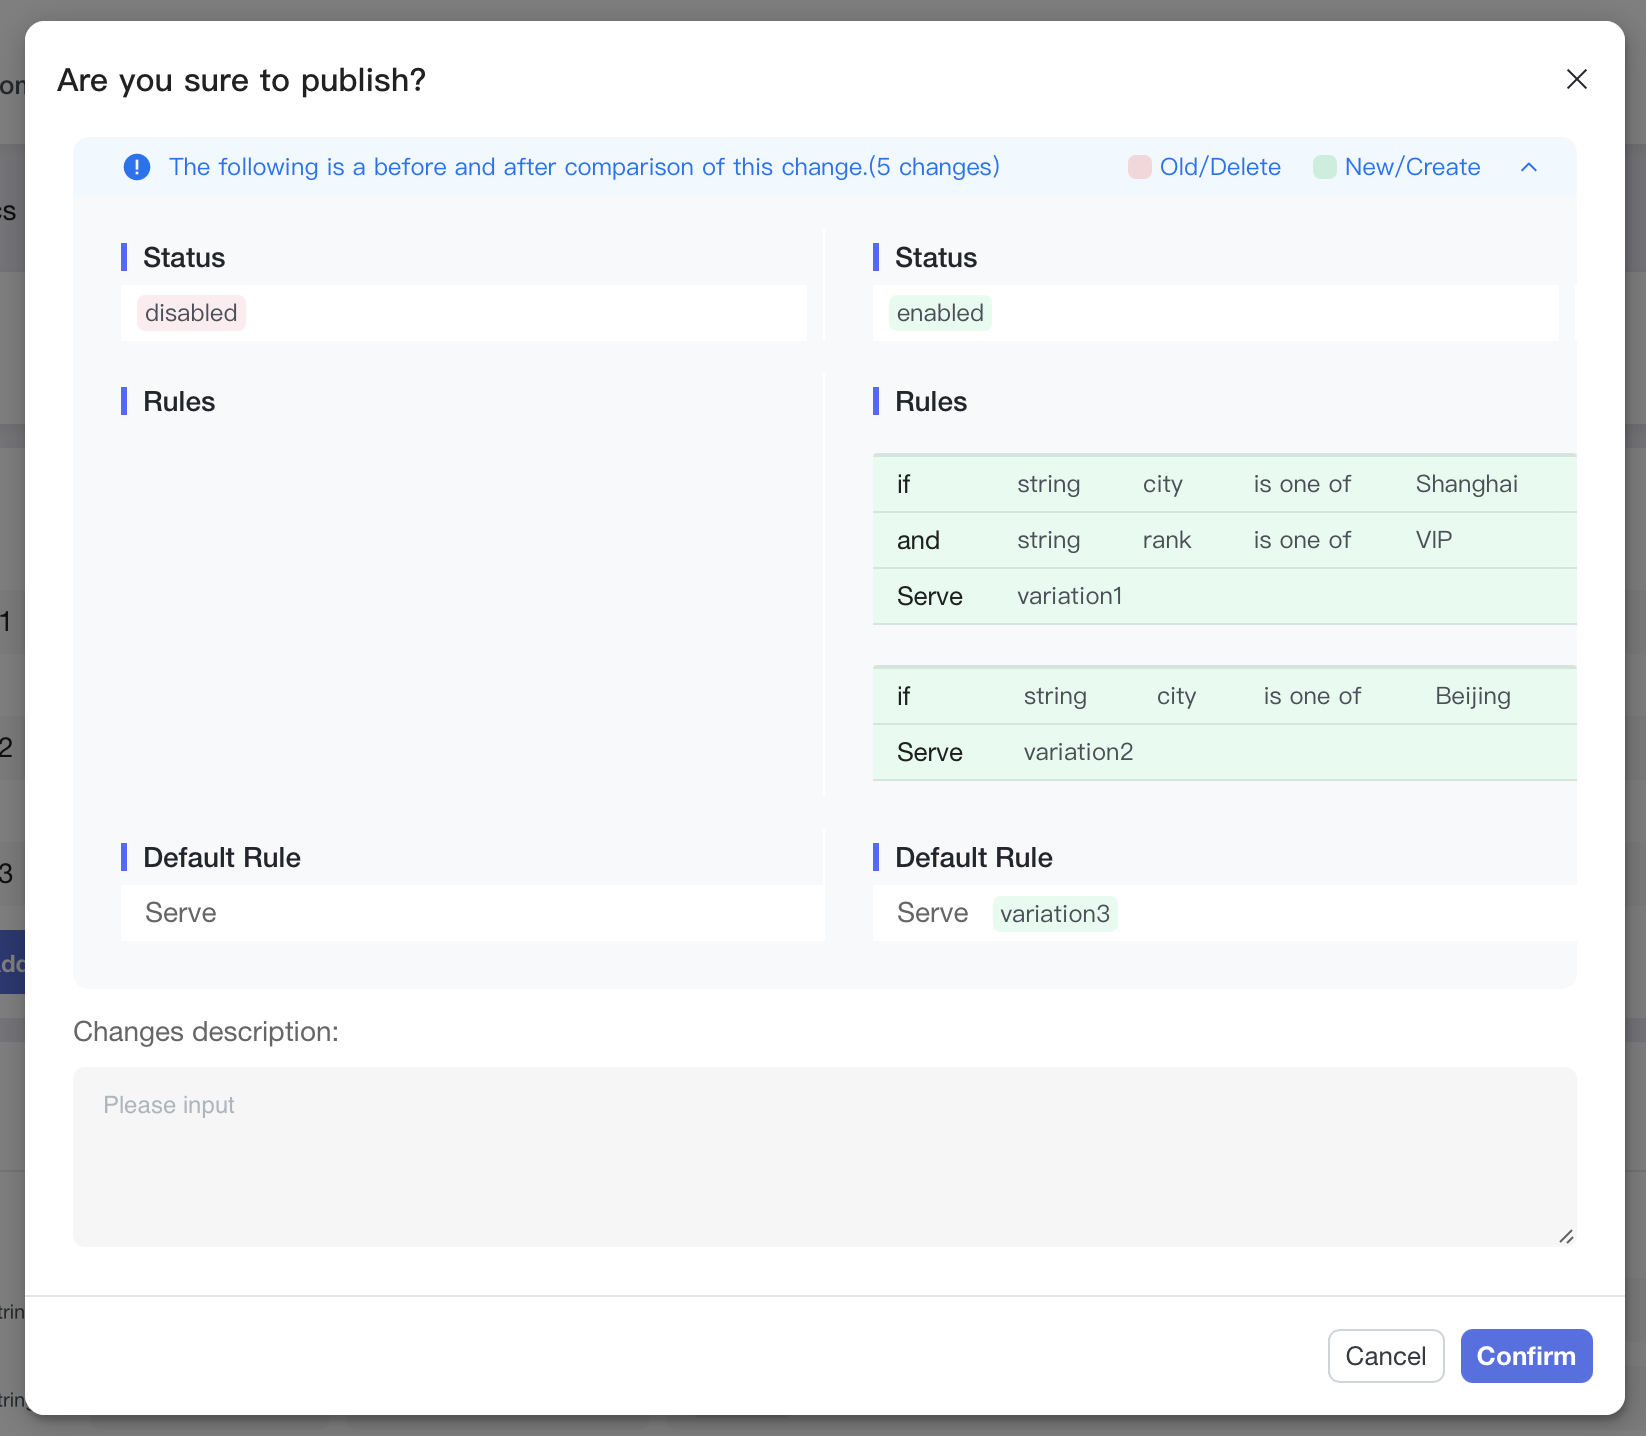 Are you sure to publish?
The following is a before and after comparison of this change.(5 changes) Old/Delete New/Create
Status Status
disabled enabled
Rules Rules
if string city is one of Shanghai
and string rank is one of VIP
Serve variation1
if string city is one of Beijing
Serve variation2
Default Rule Default Rule
Serve Serve variation3
Changes description:
Please input
Cancel Confirm
1
2
3